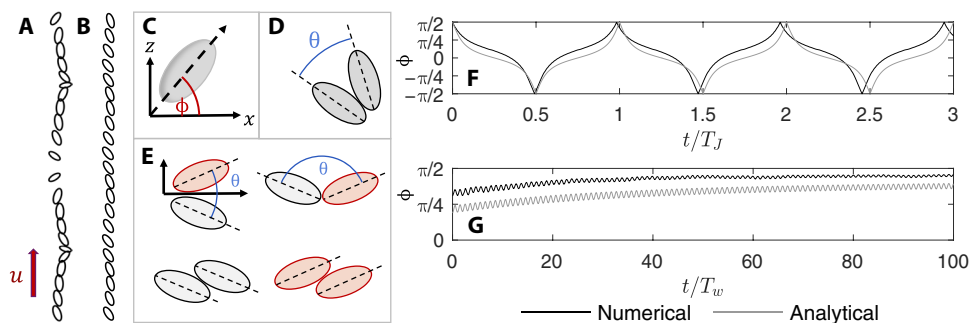 A
B
u
C
z
x
ϕ
D
θ
E
θ
θ
ϕ
π/2
π/4
0
−π/4
−π/2
F
0 0.5 1 1.5 2 2.5 3
t/T_J
ϕ
π/2
π/4
0
G
0 20 40 60 80 100
t/T_w
Numerical Analytical